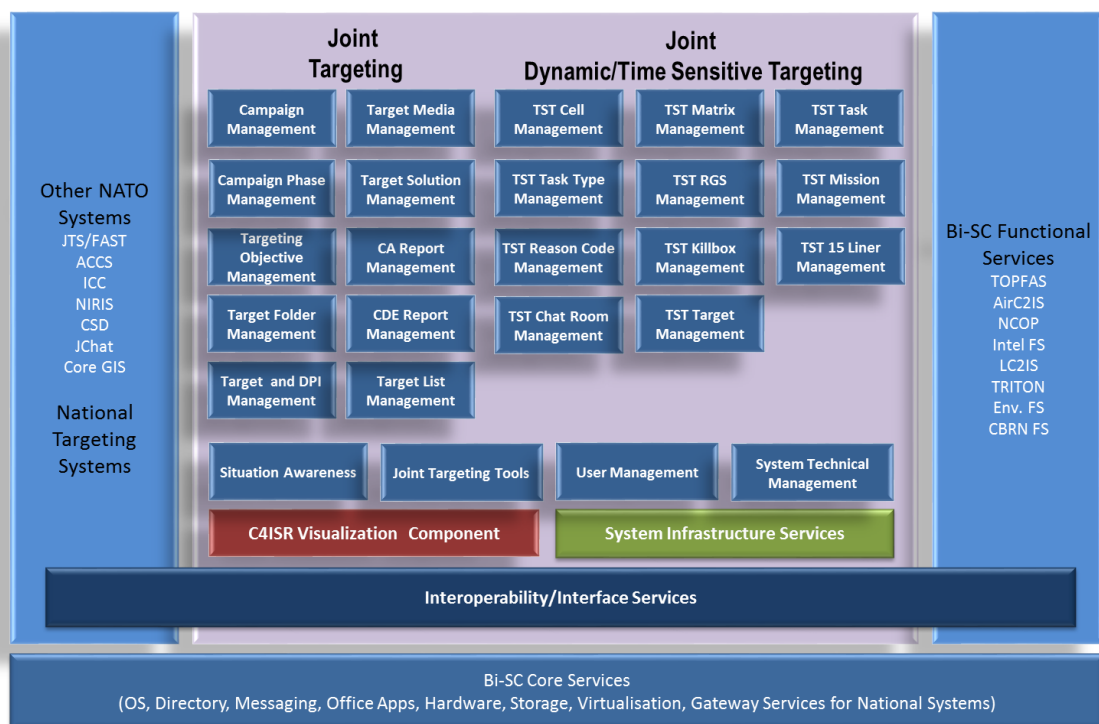 Joint
Targeting
Joint
Dynamic/Time Sensitive Targeting
Other NATO
Systems
JTS/FAST
ACCS
ICC
NIRIS
CSD
JChat
Core GIS
National
Targeting
Systems
Campaign
Management
Target Media
Management
TST Cell
Management
TST Matrix
Management
TST Task
Management
Campaign Phase
Management
Target Solution
Management
TST Task Type
Management
TST RGS
Management
TST Mission
Management
Targeting
Objective
Management
CA Report
Management
TST Reason Code
Management
TST Killbox
Management
TST 15 Liner
Management
Target Folder
Management
CDE Report
Management
TST Chat Room
Management
TST Target
Management
Target and DPI
Management
Target List
Management
Situation Awareness
Joint Targeting Tools
User Management
System Technical
Management
C4ISR Visualization Component
System Infrastructure Services
Bi-SC Functional
Services
TOPFAS
AirC2IS
NCOP
Intel FS
LC2IS
TRITON
Env. FS
CBRN FS
Interoperability/Interface Services
Bi-SC Core Services
(OS, Directory, Messaging, Office Apps, Hardware, Storage, Virtualisation, Gateway Services for National Systems)